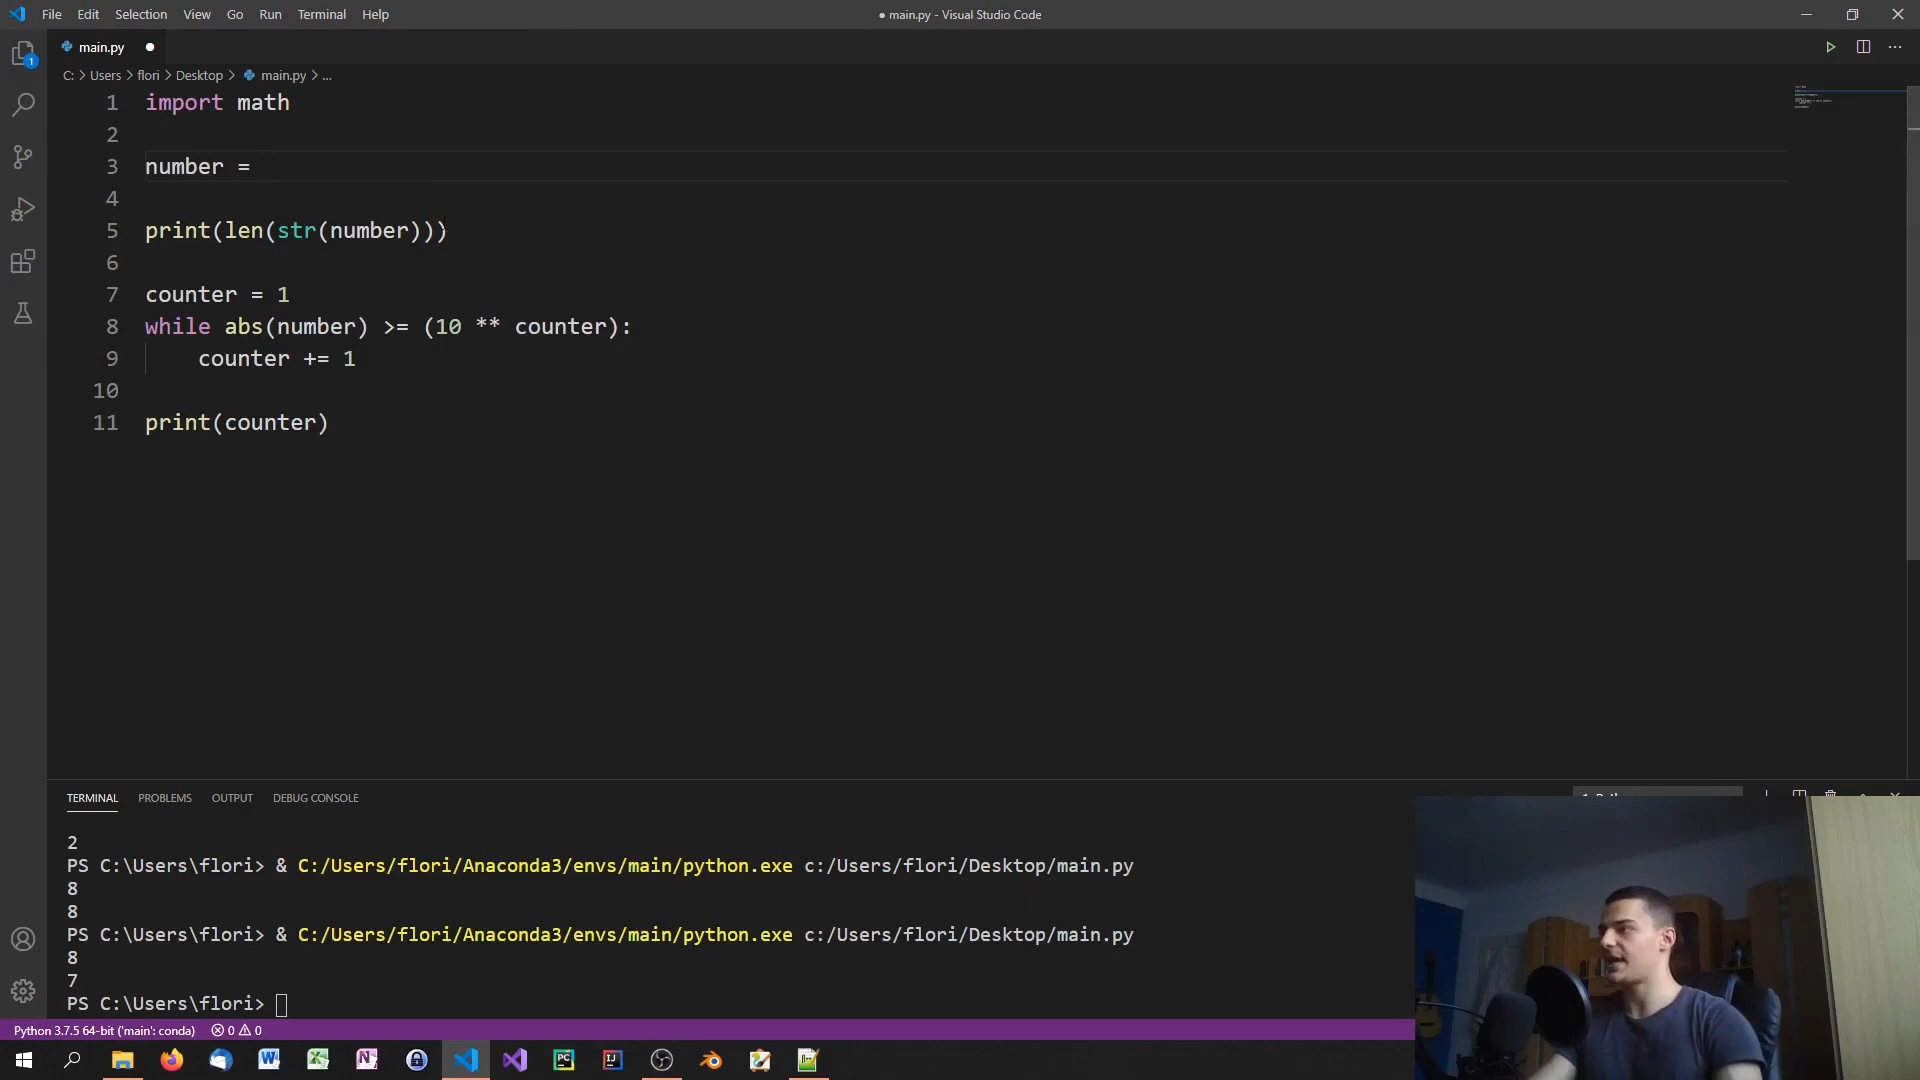 File Edit Selection View Go Run Terminal Help
● main.py - Visual Studio Code
main.py
C: > Users > flori > Desktop > main.py > ...
1 import math
2
3 number =
4
5 print(len(str(number)))
6
7 counter = 1
8 while abs(number) >= (10 ** counter):
9 counter += 1
10
11 print(counter)
TERMINAL PROBLEMS OUTPUT DEBUG CONSOLE
2
PS C:\Users\flori> & C:/Users/flori/Anaconda3/envs/main/python.exe c:/Users/flori/Desktop/main.py
8
8
PS C:\Users\flori> & C:/Users/flori/Anaconda3/envs/main/python.exe c:/Users/flori/Desktop/main.py
8
7
PS C:\Users\flori>
Python 3.7.5 64-bit ('main': conda) 0 0